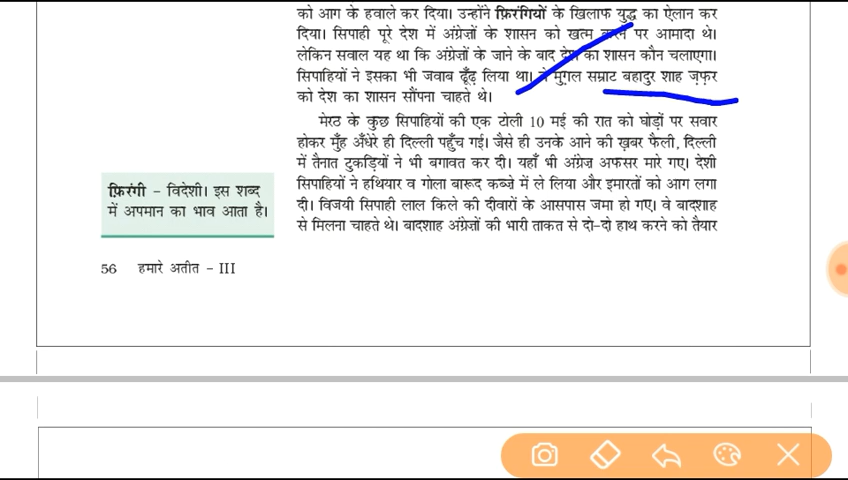 को आग के हवाले कर दिया। उन्होंने फ़िरंगियों के खिलाफ युद्ध का ऐलान कर
दिया। सिपाही पूरे देश में अंग्रेज़ों के शासन को खत्म करने पर आमादा थे।
लेकिन सवाल यह था कि अंग्रेज़ों के जाने के बाद देश का शासन कौन चलाएगा।
सिपाहियों ने इसका भी जवाब ढूँढ़ लिया था। वे मुग़ल सम्राट बहादुर शाह ज़फ़र
को देश का शासन सौंपना चाहते थे।
मेरठ के कुछ सिपाहियों की एक टोली 10 मई की रात को घोड़ों पर सवार
होकर मुँह अँधेरे ही दिल्ली पहुँच गई। जैसे ही उनके आने की ख़बर फैली, दिल्ली
में तैनात टुकड़ियों ने भी बगावत कर दी। यहाँ भी अंग्रेज़ अफसर मारे गए। देशी
सिपाहियों ने हथियार व गोला बारूद कब्ज़े में ले लिया और इमारतों को आग लगा
दी। विजयी सिपाही लाल किले की दीवारों के आसपास जमा हो गए। वे बादशाह
से मिलना चाहते थे। बादशाह अंग्रेज़ों की भारी ताकत से दो-दो हाथ करने को तैयार
फ़िरंगी – विदेशी। इस शब्द
में अपमान का भाव आता है।
56 हमारे अतीत – III